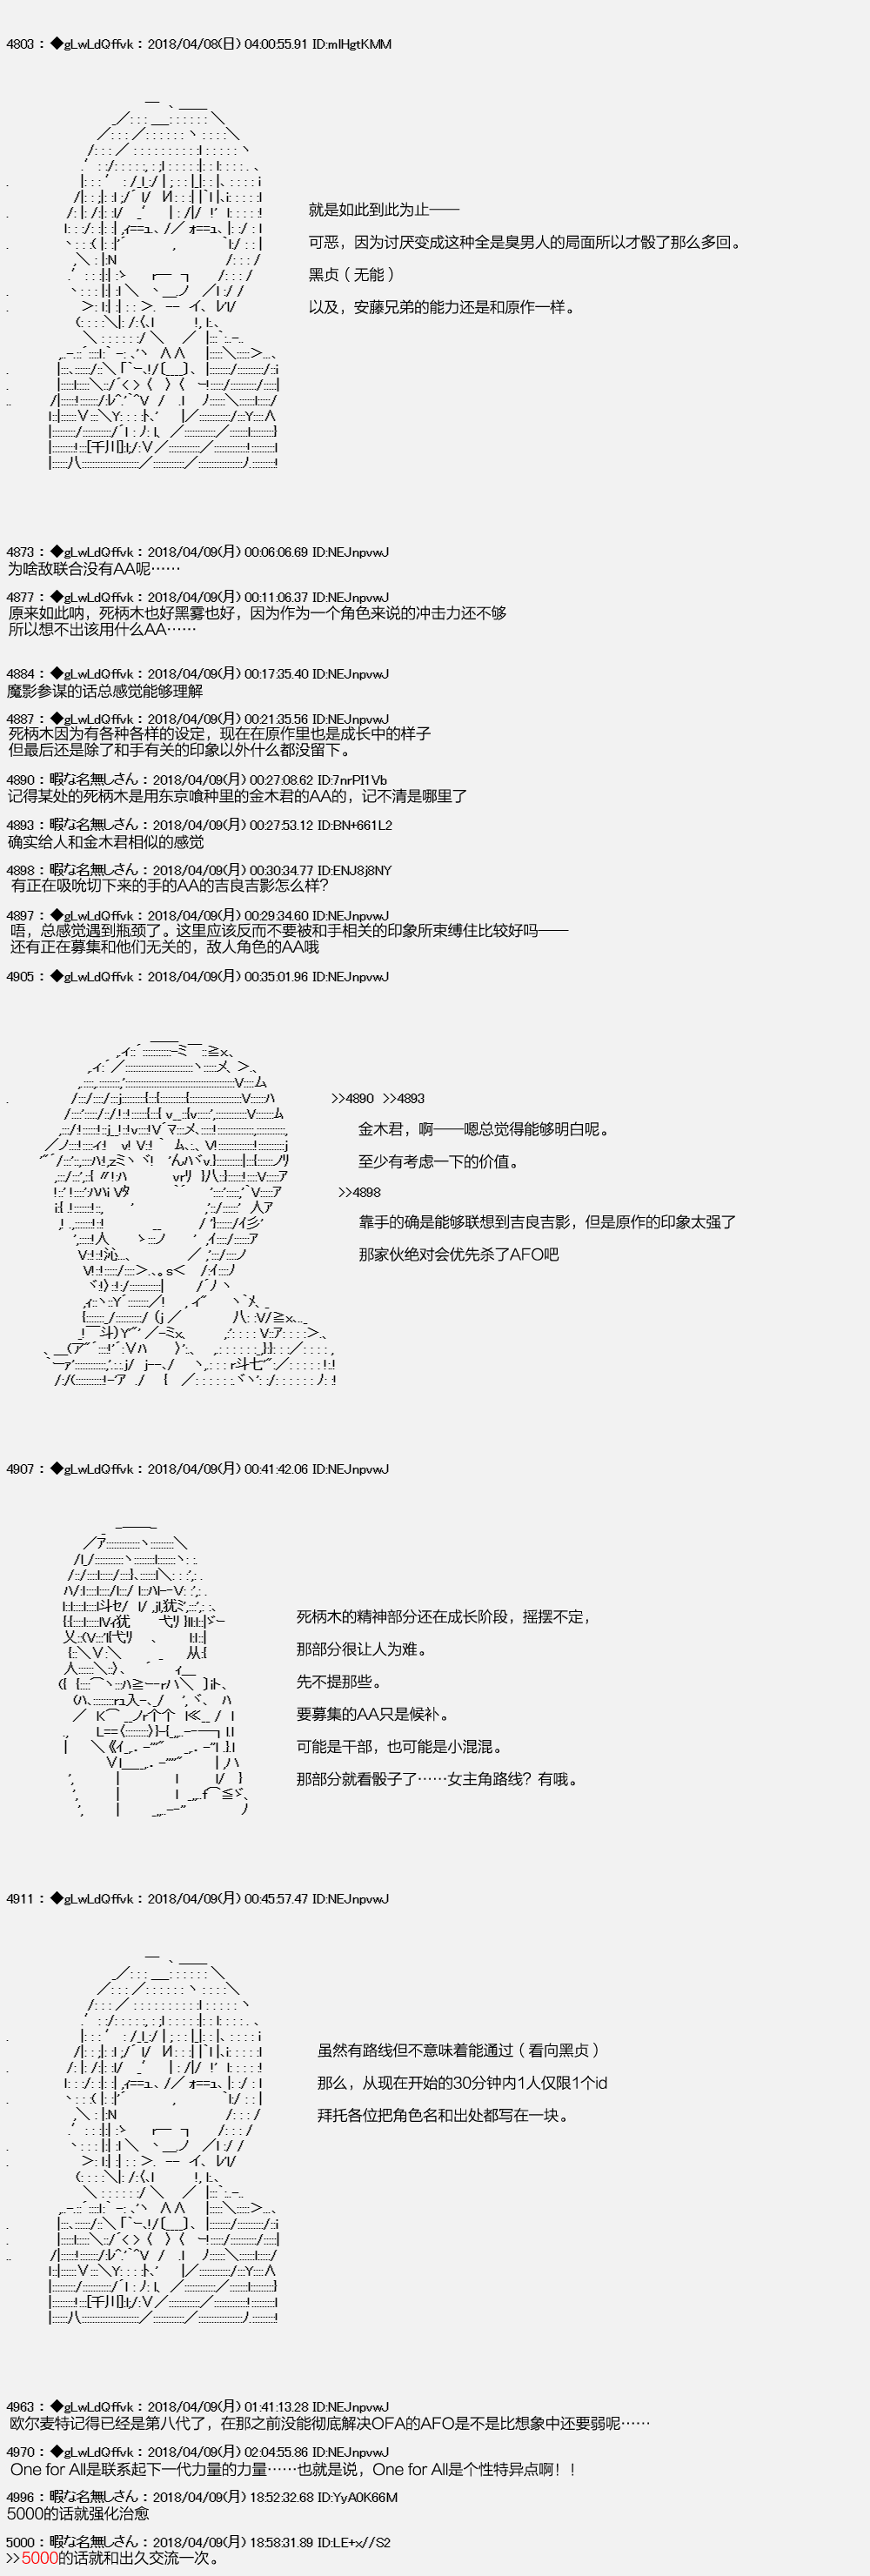 4803 : ◆gLwLdQffvk : 2018/04/08(日) 04:00:55.91 ID:mIHgtKMM
就是如此到此为止——
可恶，因为讨厌变成这种全是臭男人的局面所以才骰了那么多回。
黑贞（无能）
以及，安藤兄弟的能力还是和原作一样。
4873 : ◆gLwLdQffvk : 2018/04/09(月) 00:06:06.69 ID:NEJnpvwJ
为啥敌联合没有AA呢……
4877 : ◆gLwLdQffvk : 2018/04/09(月) 00:11:06.37 ID:NEJnpvwJ
原来如此呐，死柄木也好黑雾也好，因为作为一个角色来说的冲击力还不够
所以想不出该用什么AA……
4884 : ◆gLwLdQffvk : 2018/04/09(月) 00:17:35.40 ID:NEJnpvwJ
魔影参谋的话总感觉能够理解
4887 : ◆gLwLdQffvk : 2018/04/09(月) 00:21:35.56 ID:NEJnpvwJ
死柄木因为有各种各样的设定，现在在原作里也是成长中的样子
但最后还是除了和手有关的印象以外什么都没留下。
4890 : 暇な名無しさん : 2018/04/09(月) 00:27:08.62 ID:7nrPI1Vb
记得某处的死柄木是用东京喰种里的金木君的AA的，记不清是哪里了
4893 : 暇な名無しさん : 2018/04/09(月) 00:27:53.12 ID:BN+661L2
确实给人和金木君相似的感觉
4898 : 暇な名無しさん : 2018/04/09(月) 00:30:34.77 ID:ENJ8j8NY
有正在吸吮切下来的手的AA的吉良吉影怎么样？
4897 : ◆gLwLdQffvk : 2018/04/09(月) 00:29:34.60 ID:NEJnpvwJ
唔，总感觉遇到瓶颈了。这里应该反而不要被和手相关的印象所束缚住比较好吗——
还有正在募集和他们无关的，敌人角色的AA哦
4905 : ◆gLwLdQffvk : 2018/04/09(月) 00:35:01.96 ID:NEJnpvwJ
>>4890 >>4893
金木君，啊——嗯总觉得能够明白呢。
至少有考虑一下的价值。
>>4898
靠手的确是能够联想到吉良吉影，但是原作的印象太强了
那家伙绝对会优先杀了AFO吧
4907 : ◆gLwLdQffvk : 2018/04/09(月) 00:41:42.06 ID:NEJnpvwJ
死柄木的精神部分还在成长阶段，摇摆不定，
那部分很让人为难。
先不提那些。
要募集的AA只是候补。
可能是干部，也可能是小混混。
那部分就看骰子了……女主角路线？有哦。
4911 : ◆gLwLdQffvk : 2018/04/09(月) 00:45:57.47 ID:NEJnpvwJ
虽然有路线但不意味着能通过（看向黑贞）
那么，从现在开始的30分钟内1人仅限1个id
拜托各位把角色名和出处都写在一块。
4963 : ◆gLwLdQffvk : 2018/04/09(月) 01:41:13.28 ID:NEJnpvwJ
欧尔麦特记得已经是第八代了，在那之前没能彻底解决OFA的AFO是不是比想象中还要弱呢……
4970 : ◆gLwLdQffvk : 2018/04/09(月) 02:04:55.86 ID:NEJnpvwJ
One for All是联系起下一代力量的力量……也就是说，One for All是个性特异点啊！！
4996 : 暇な名無しさん : 2018/04/09(月) 18:52:32.68 ID:YyA0K66M
5000的话就强化治愈
5000 : 暇な名無しさん : 2018/04/09(月) 18:58:31.89 ID:LE+x//S2
>>5000的话就和出久交流一次。